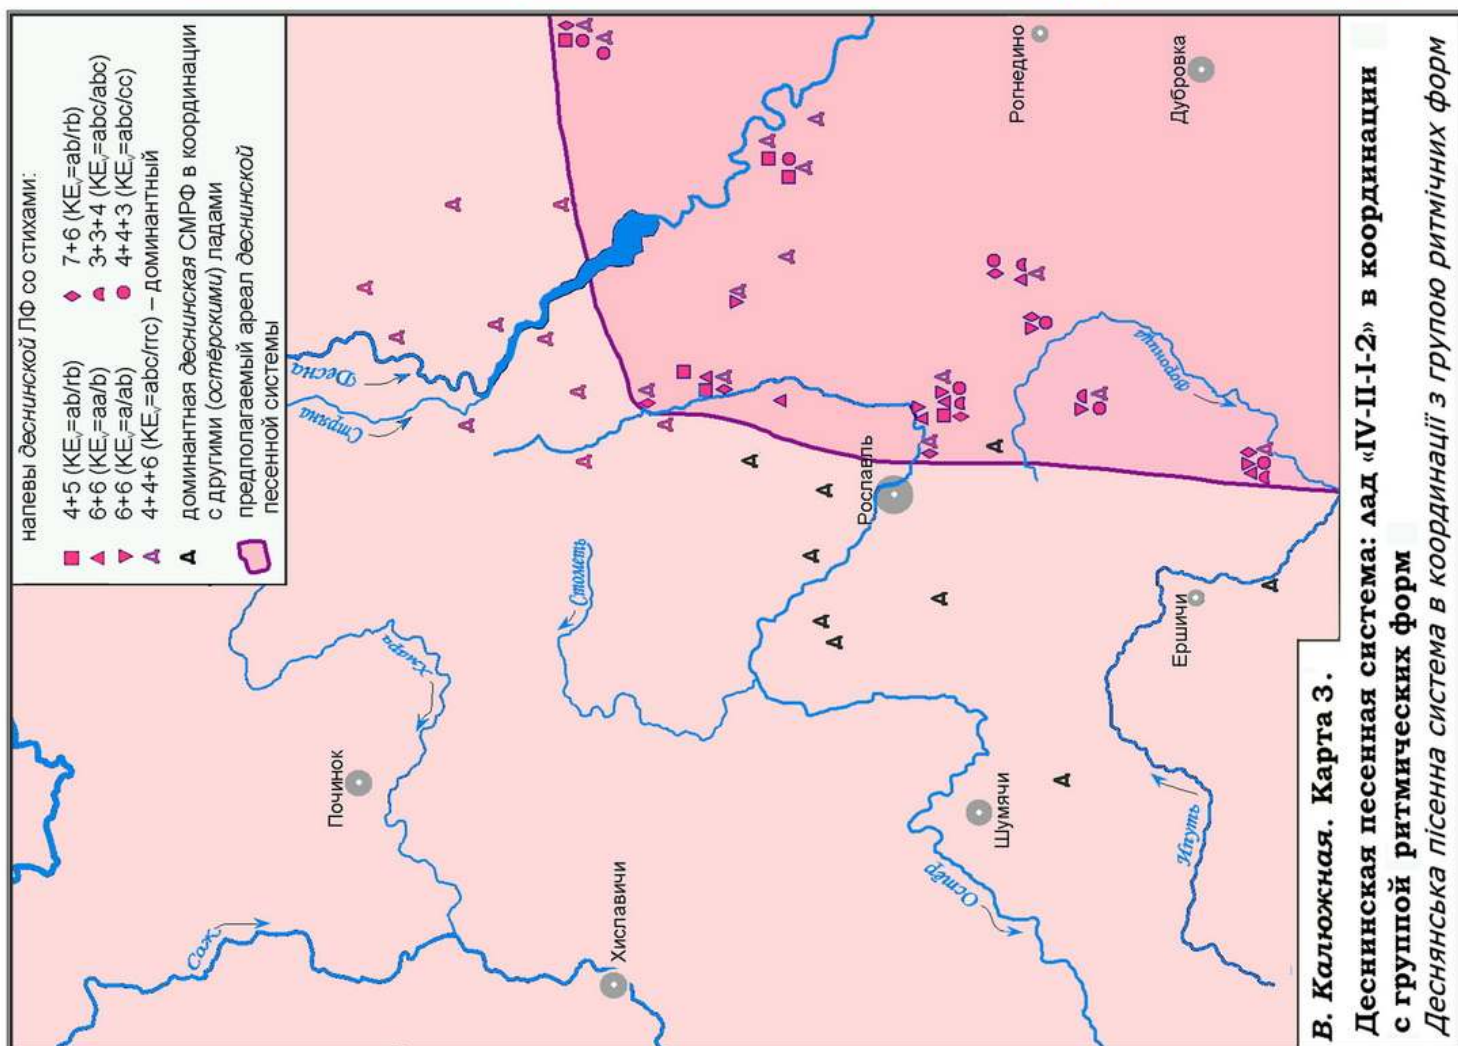 напевы деснинской ЛФ со стихами:
4+5 (KEᵥ=ab/rb)
7+6 (KEᵥ=ab/rb)
6+6 (KEᵥ=aa/b)
3+3+4 (KEᵥ=abc/abc)
6+6 (KEᵥ=a/ab)
4+4+3 (KEᵥ=abc/cc)
4+4+6 (KEᵥ=abc/rrc) – доминантный
доминантная деснинская СМРФ в координации
с другими (остёрскими) ладами
предполагаемый ареал деснинской
песенной системы
Сож
Хмара
Стряна
Десна
Починок
Хиславичи
Стометь
Рославль
Остёр
Шумячи
Ипуть
Ершичи
Вороница
Рогнедино
Дубровка
В. Калюжная. Карта 3.
Деснинская песенная система: лад «IV-II-I-2» в координации
с группой ритмических форм
Деснянська пісенна система в координації з групою ритмічних форм